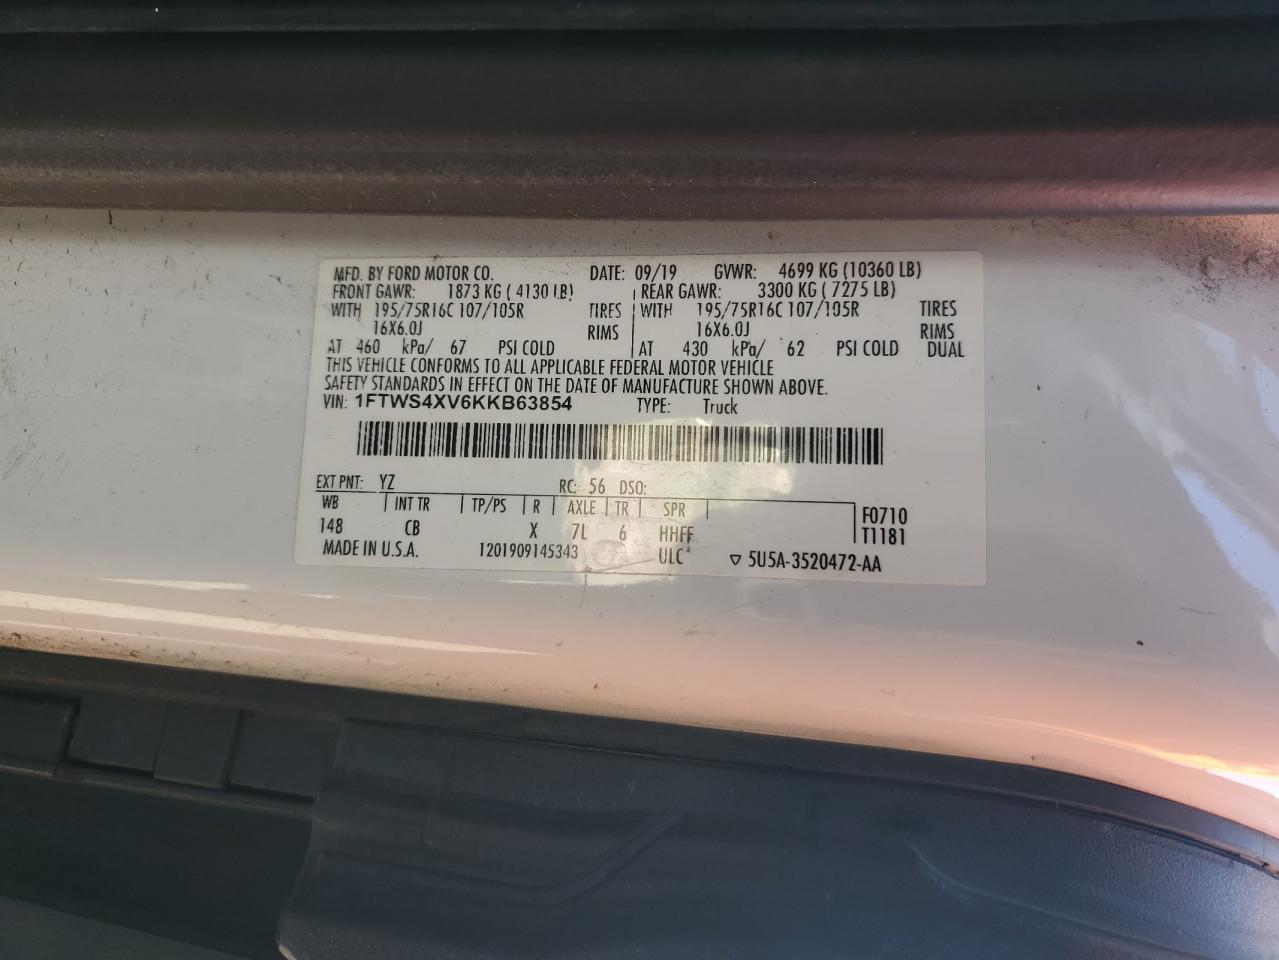 MFD. BY FORD MOTOR CO. DATE: 09/19 GVWR: 4699 KG (10360 LB)
FRONT GAWR: 1873 KG ( 4130 LB) REAR GAWR: 3300 KG ( 7275 LB)
WITH 195/75R16C 107/105R TIRES WITH 195/75R16C 107/105R TIRES
16X6.0J RIMS 16X6.0J RIMS
AT 460 kPa/ 67 PSI COLD AT 430 kPa/ 62 PSI COLD DUAL
THIS VEHICLE CONFORMS TO ALL APPLICABLE FEDERAL MOTOR VEHICLE
SAFETY STANDARDS IN EFFECT ON THE DATE OF MANUFACTURE SHOWN ABOVE.
VIN: 1FTWS4XV6KKB63854 TYPE: Truck
EXT PNT: YZ RC: 56 DSO:
WB INT TR TP/PS R AXLE TR SPR F0710
148 CB X 7L 6 HHFF T1181
MADE IN U.S.A. 1201909145343 ULC ▽ 5U5A-3520472-AA